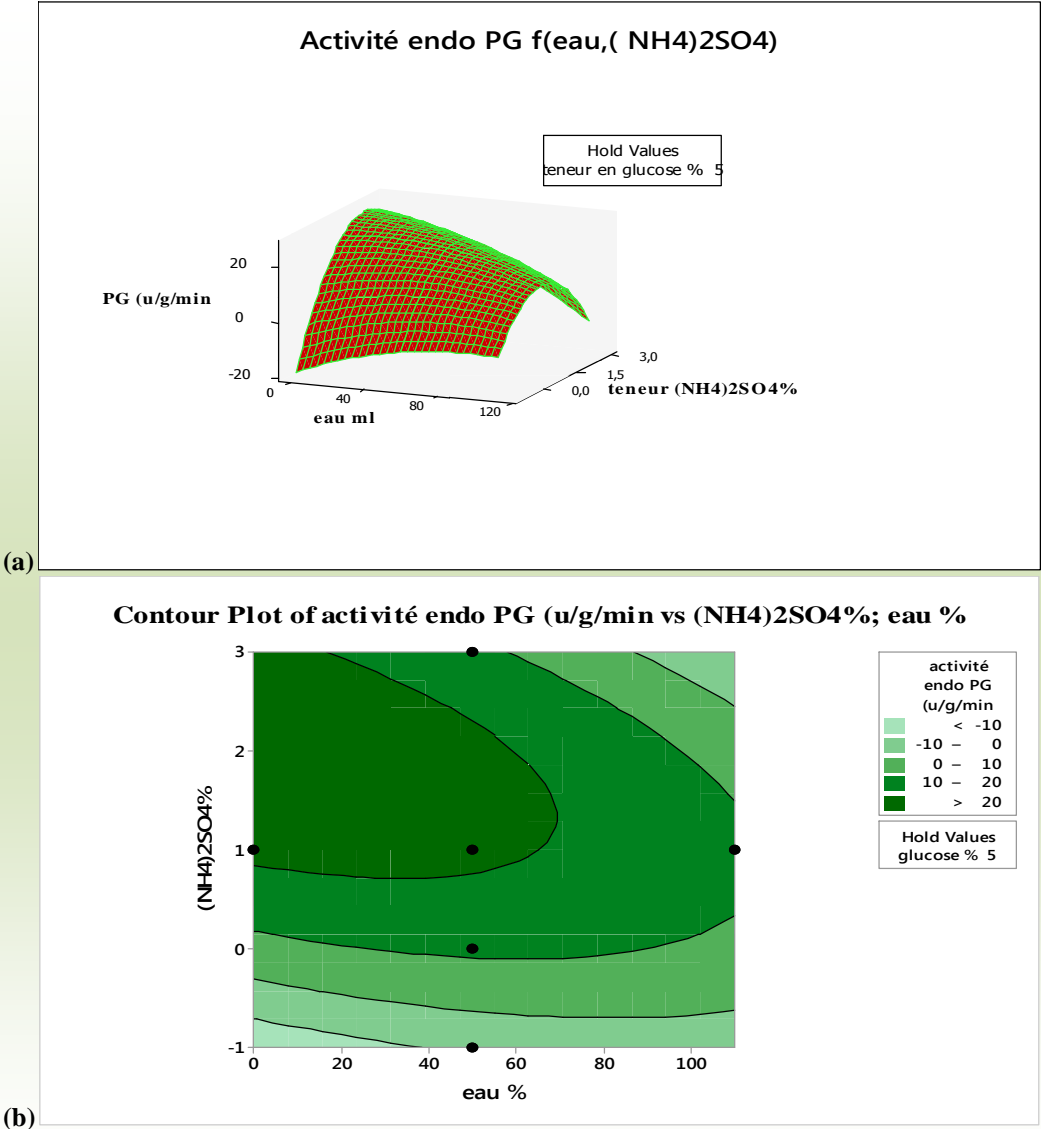 Activité endo PG f(eau,( NH4)2SO4)
Hold Values
teneur en glucose % 5
20
PG (u/g/min
0
-20
0
40
80
120
eau ml
0,0
1,5
3,0
teneur (NH4)2SO4%
(a)
Contour Plot of activité endo PG (u/g/min vs (NH4)2SO4%; eau %
3
2
1
0
-1
(NH4)2SO4%
0
20
40
60
80
100
eau %
activité
endo PG
(u/g/min
< -10
-10 – 0
0 – 10
10 – 20
> 20
Hold Values
glucose % 5
(b)